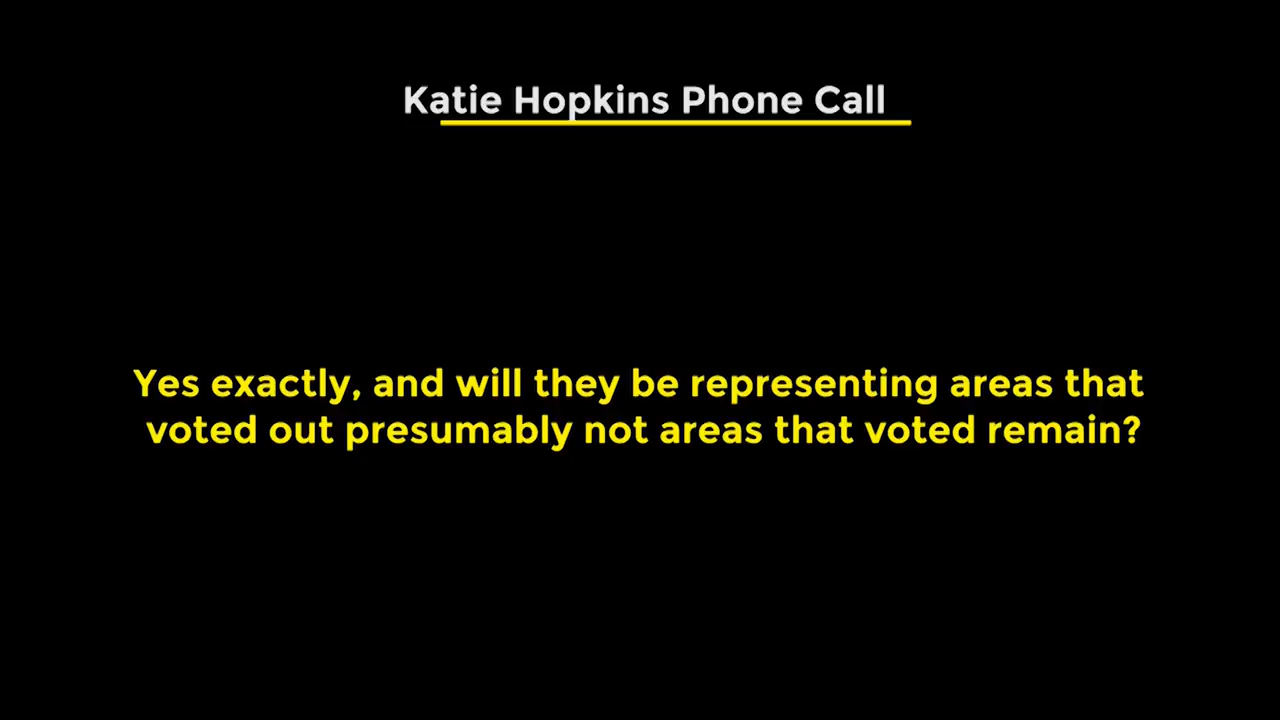 Katie Hopkins Phone Call
Yes exactly, and will they be representing areas that
voted out presumably not areas that voted remain?